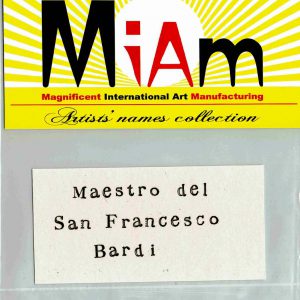 MiAm
Magnificent International Art Manufacturing
Artists' names collection
Maestro del
San Francesco
Bardi